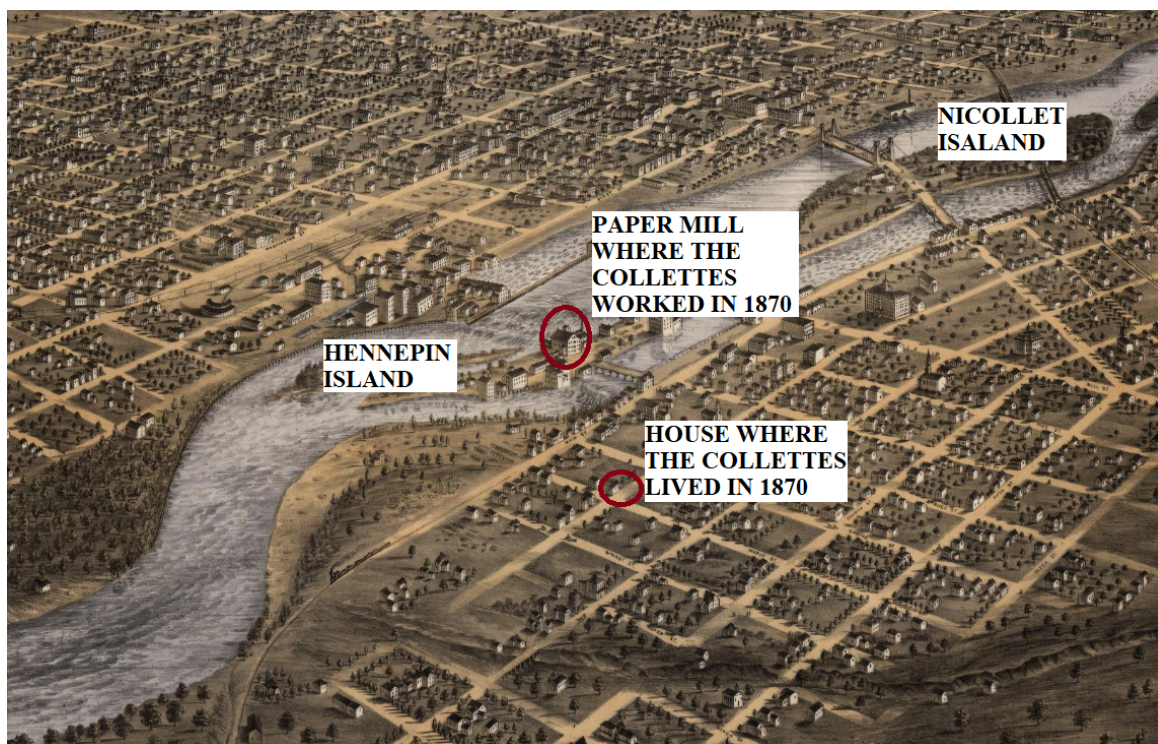 NICOLLET
ISALAND
PAPER MILL
WHERE THE
COLLETTES
WORKED IN 1870
HENNEPIN
ISLAND
HOUSE WHERE
THE COLLETTES
LIVED IN 1870